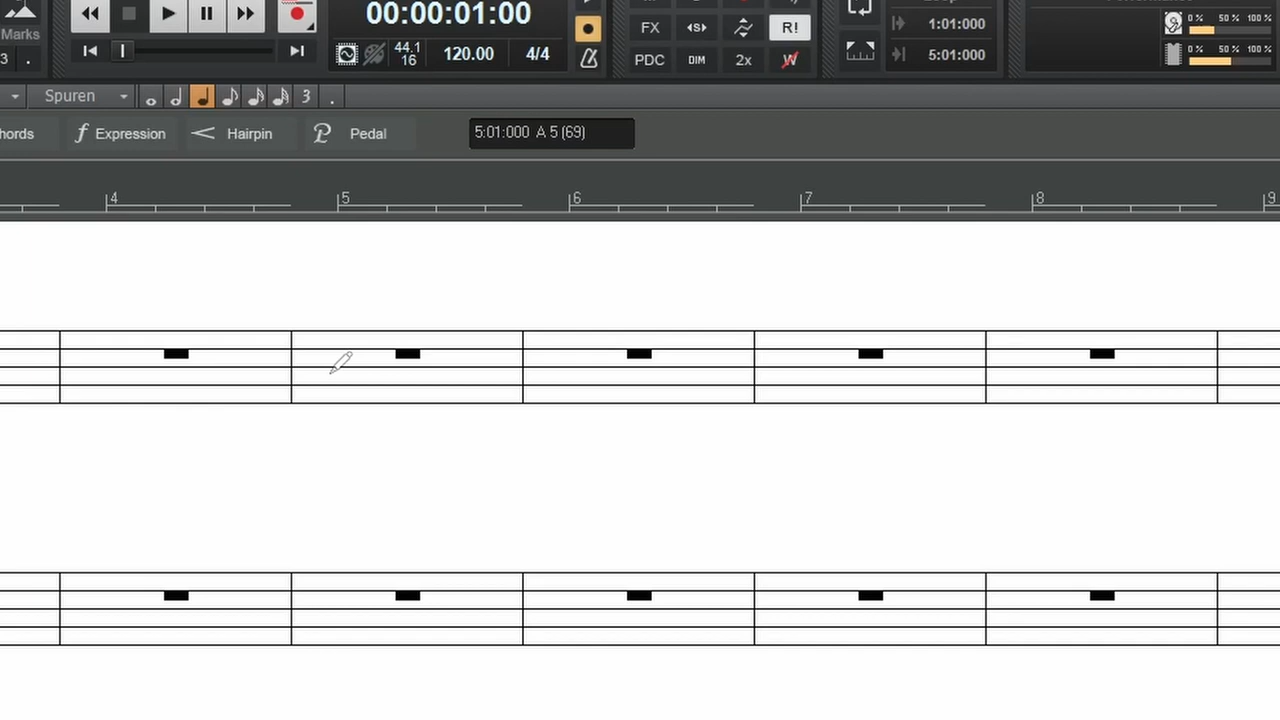 00:00:01:00
Marks
FX
R!
1:01:000
0 % 50 % 100 %
3 .
44.1
16
120.00
4/4
PDC
DIM
2x
W
5:01:000
0 % 50 % 100 %
Spuren
3 .
hords
Expression
Hairpin
Pedal
5:01:000 A 5 (69)
4 5 6 7 8 9